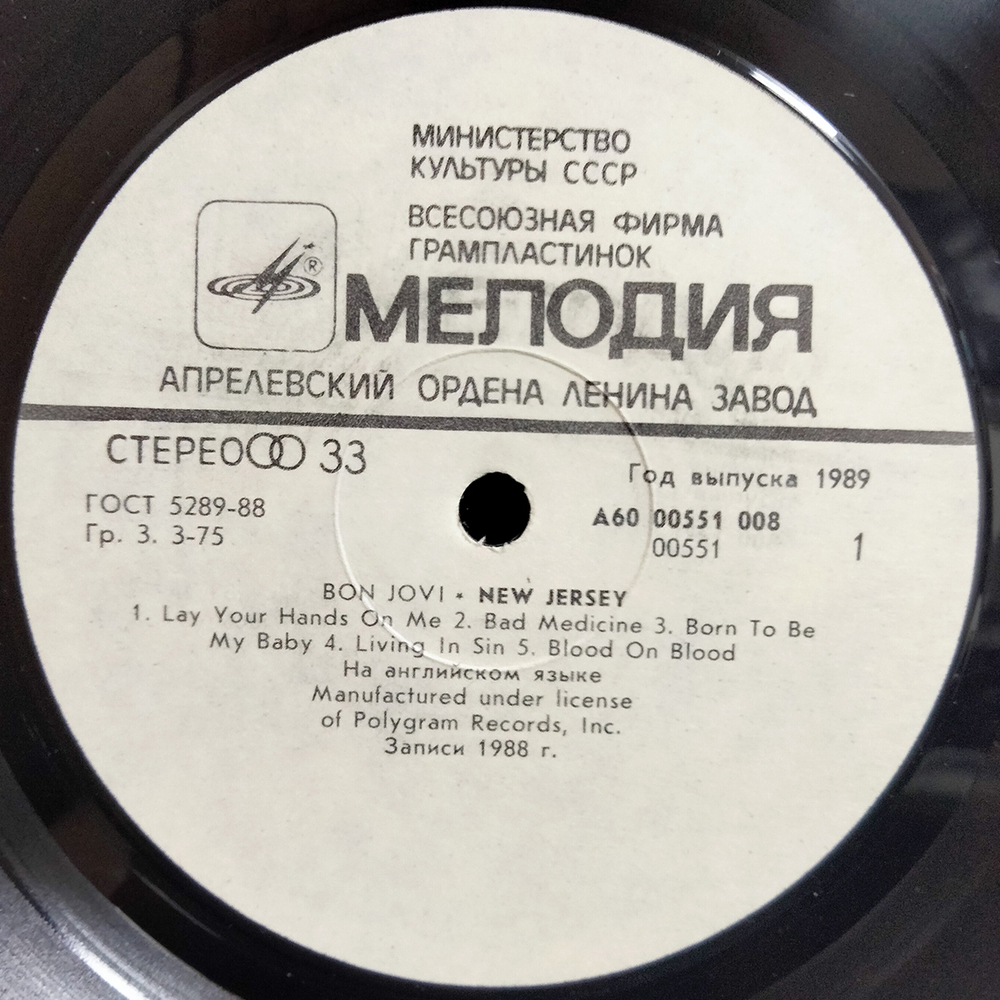 МИНИСТЕРСТВО
КУЛЬТУРЫ СССР
ВСЕСОЮЗНАЯ ФИРМА
ГРАМПЛАСТИНОК
®
МЕЛОДИЯ
АПРЕЛЕВСКИЙ ОРДЕНА ЛЕНИНА ЗАВОД
СТЕРЕО 33
Год выпуска 1989
ГОСТ 5289-88
А60 00551 008
Гр. 3. 3-75
00551 1
BON JOVI • NEW JERSEY
1. Lay Your Hands On Me 2. Bad Medicine 3. Born To Be
My Baby 4. Living In Sin 5. Blood On Blood
На английском языке
Manufactured under license
of Polygram Records, Inc.
Записи 1988 г.